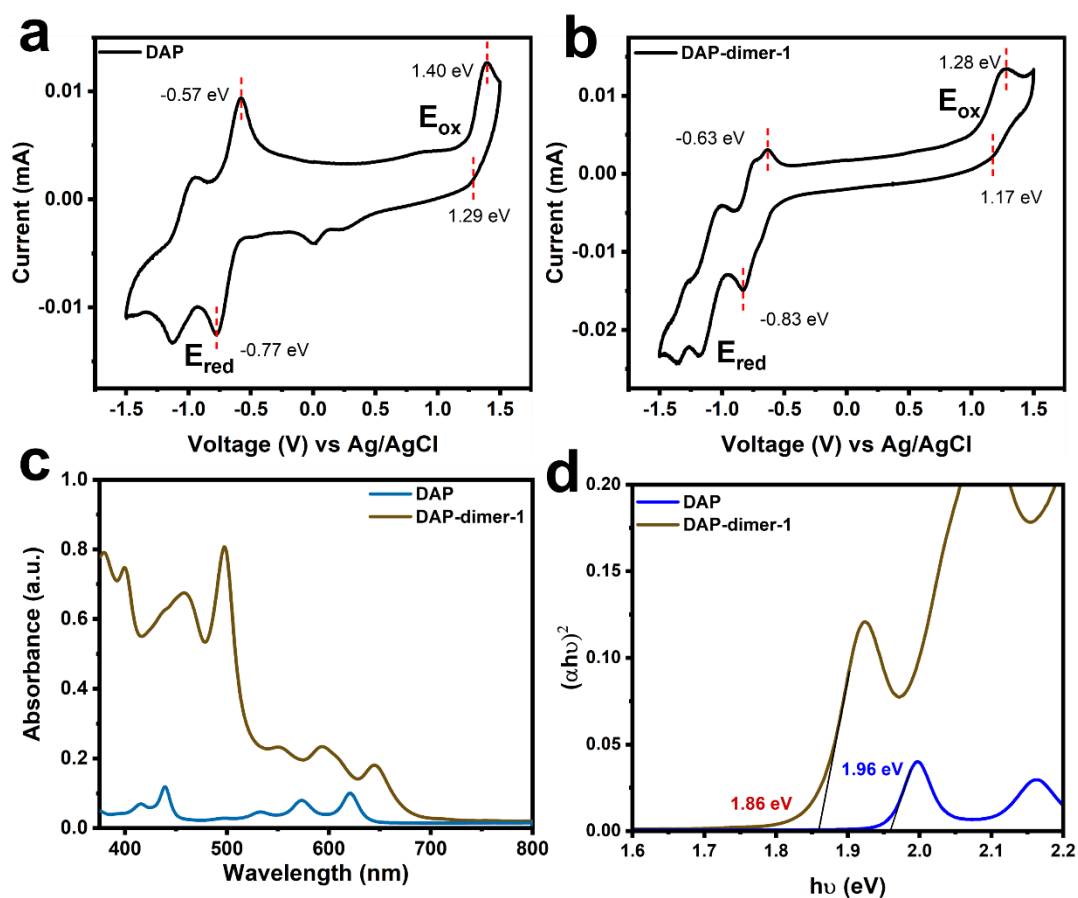 a
DAP
1.40 eV
-0.57 eV
Eox
1.29 eV
Ered
-0.77 eV
0.01
0.00
-0.01
Current (mA)
-1.5 -1.0 -0.5 0.0 0.5 1.0 1.5
Voltage (V) vs Ag/AgCl
b
DAP-dimer-1
1.28 eV
Eox
-0.63 eV
1.17 eV
-0.83 eV
Ered
0.01
0.00
-0.01
-0.02
Current (mA)
-1.5 -1.0 -0.5 0.0 0.5 1.0 1.5
Voltage (V) vs Ag/AgCl
c
DAP
DAP-dimer-1
1.0
0.8
0.6
0.4
0.2
0.0
Absorbance (a.u.)
400 500 600 700 800
Wavelength (nm)
d
DAP
DAP-dimer-1
1.96 eV
1.86 eV
0.20
0.15
0.10
0.05
0.00
(αhυ)²
1.6 1.7 1.8 1.9 2.0 2.1 2.2
hυ (eV)